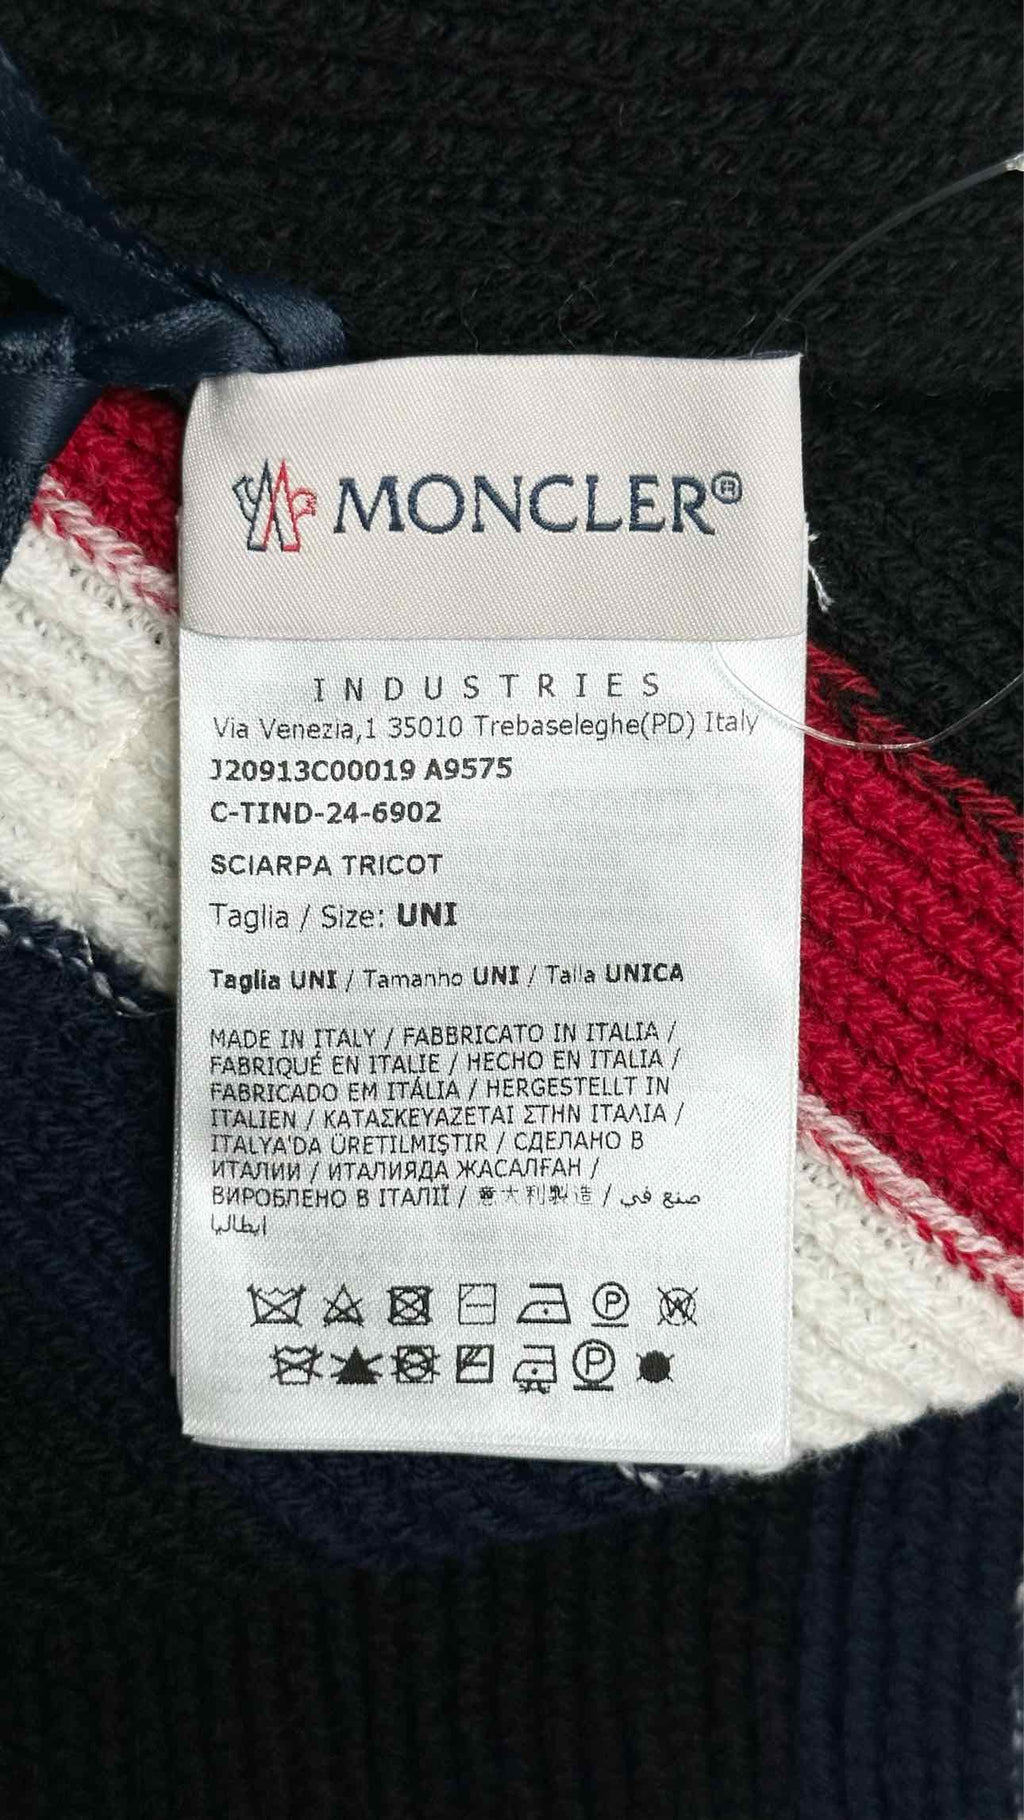 MONCLER®
INDUSTRIES
Via Venezia,1 35010 Trebaseleghe(PD) Italy
J20913C00019 A9575
C-TIND-24-6902
SCIARPA TRICOT
Taglia / Size: UNI
Taglia UNI / Tamanho UNI / Talla UNICA
MADE IN ITALY / FABBRICATO IN ITALIA /
FABRIQUÉ EN ITALIE / HECHO EN ITALIA /
FABRICADO EM ITÁLIA / HERGESTELLT IN
ITALIEN / ΚΑΤΑΣΚΕΥΑΖΕΤΑΙ ΣΤΗΝ ΙΤΑΛΙΑ /
ITALYA'DA ÜRETILMIŞTIR / СДЕЛАНО В
ИТАЛИИ / ИТАЛИЯДА ЖАСАЛҒАН /
ВИРОБЛЕНО В ІТАЛІЇ / 意大利製造 / صنع في
ايطاليا
P W
P